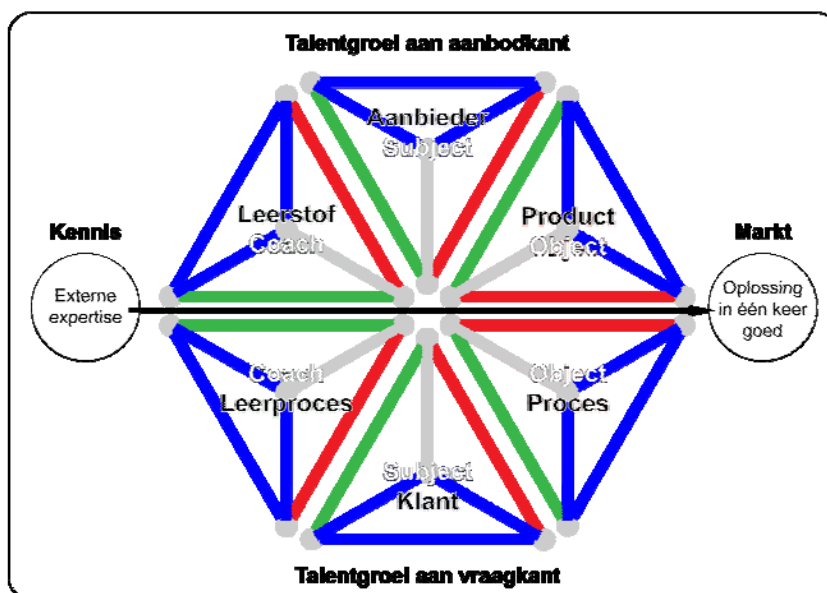 Talentgroei aan aanbodkant
Aanbieder
Subject
Leerstof
Coach
Product
Object
Kennis
Markt
Externe
expertise
Oplossing
in één keer
goed
Coach
Leerproces
Object
Proces
Subject
Klant
Talentgroei aan vraagkant